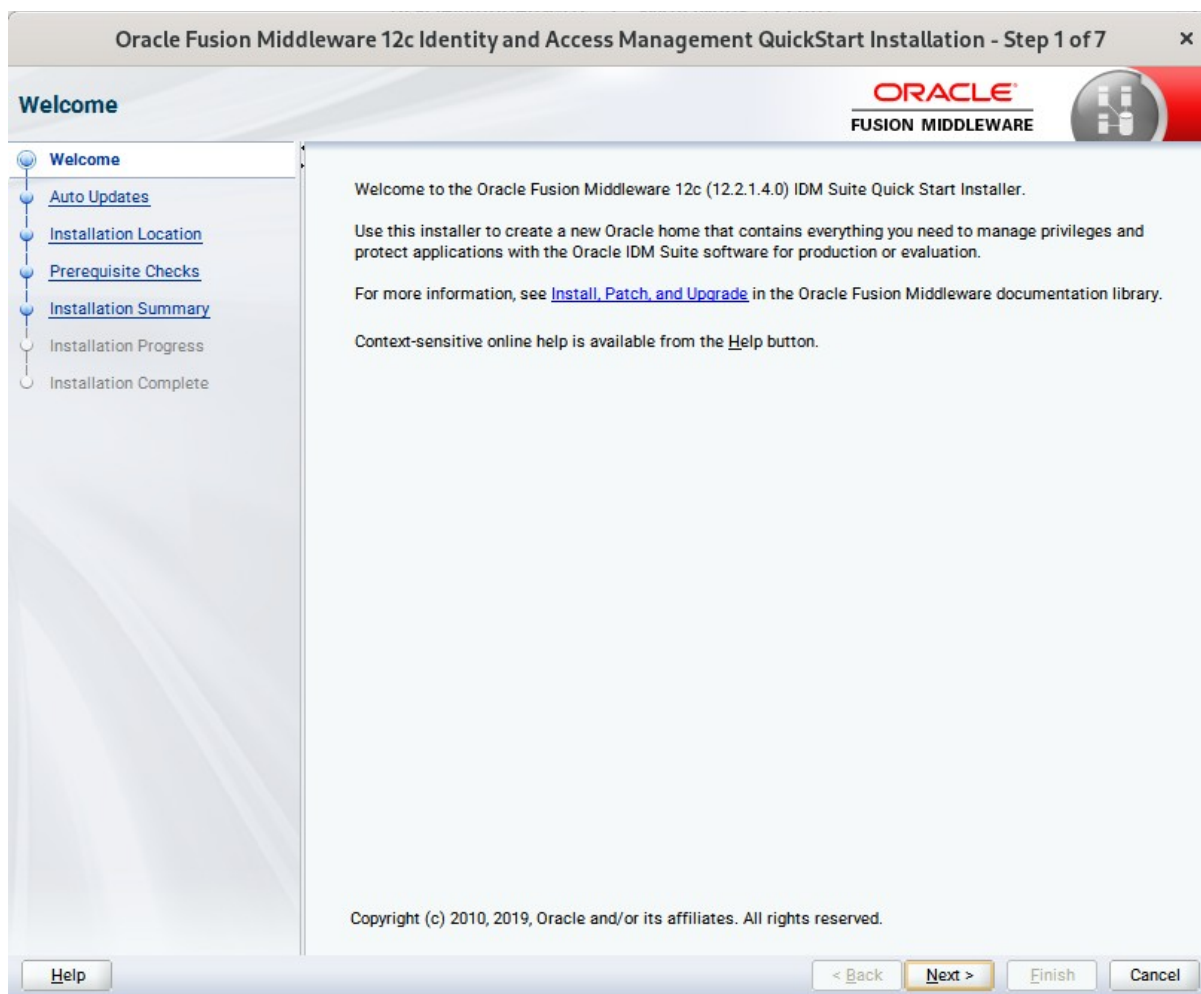 Oracle Fusion Middleware 12c Identity and Access Management QuickStart Installation - Step 1 of 7
×
Welcome
ORACLE
FUSION MIDDLEWARE
Welcome
Auto Updates
Installation Location
Prerequisite Checks
Installation Summary
Installation Progress
Installation Complete
Welcome to the Oracle Fusion Middleware 12c (12.2.1.4.0) IDM Suite Quick Start Installer.
Use this installer to create a new Oracle home that contains everything you need to manage privileges and
protect applications with the Oracle IDM Suite software for production or evaluation.
For more information, see Install, Patch, and Upgrade in the Oracle Fusion Middleware documentation library.
Context-sensitive online help is available from the Help button.
Copyright (c) 2010, 2019, Oracle and/or its affiliates. All rights reserved.
Help
< Back
Next >
Finish
Cancel